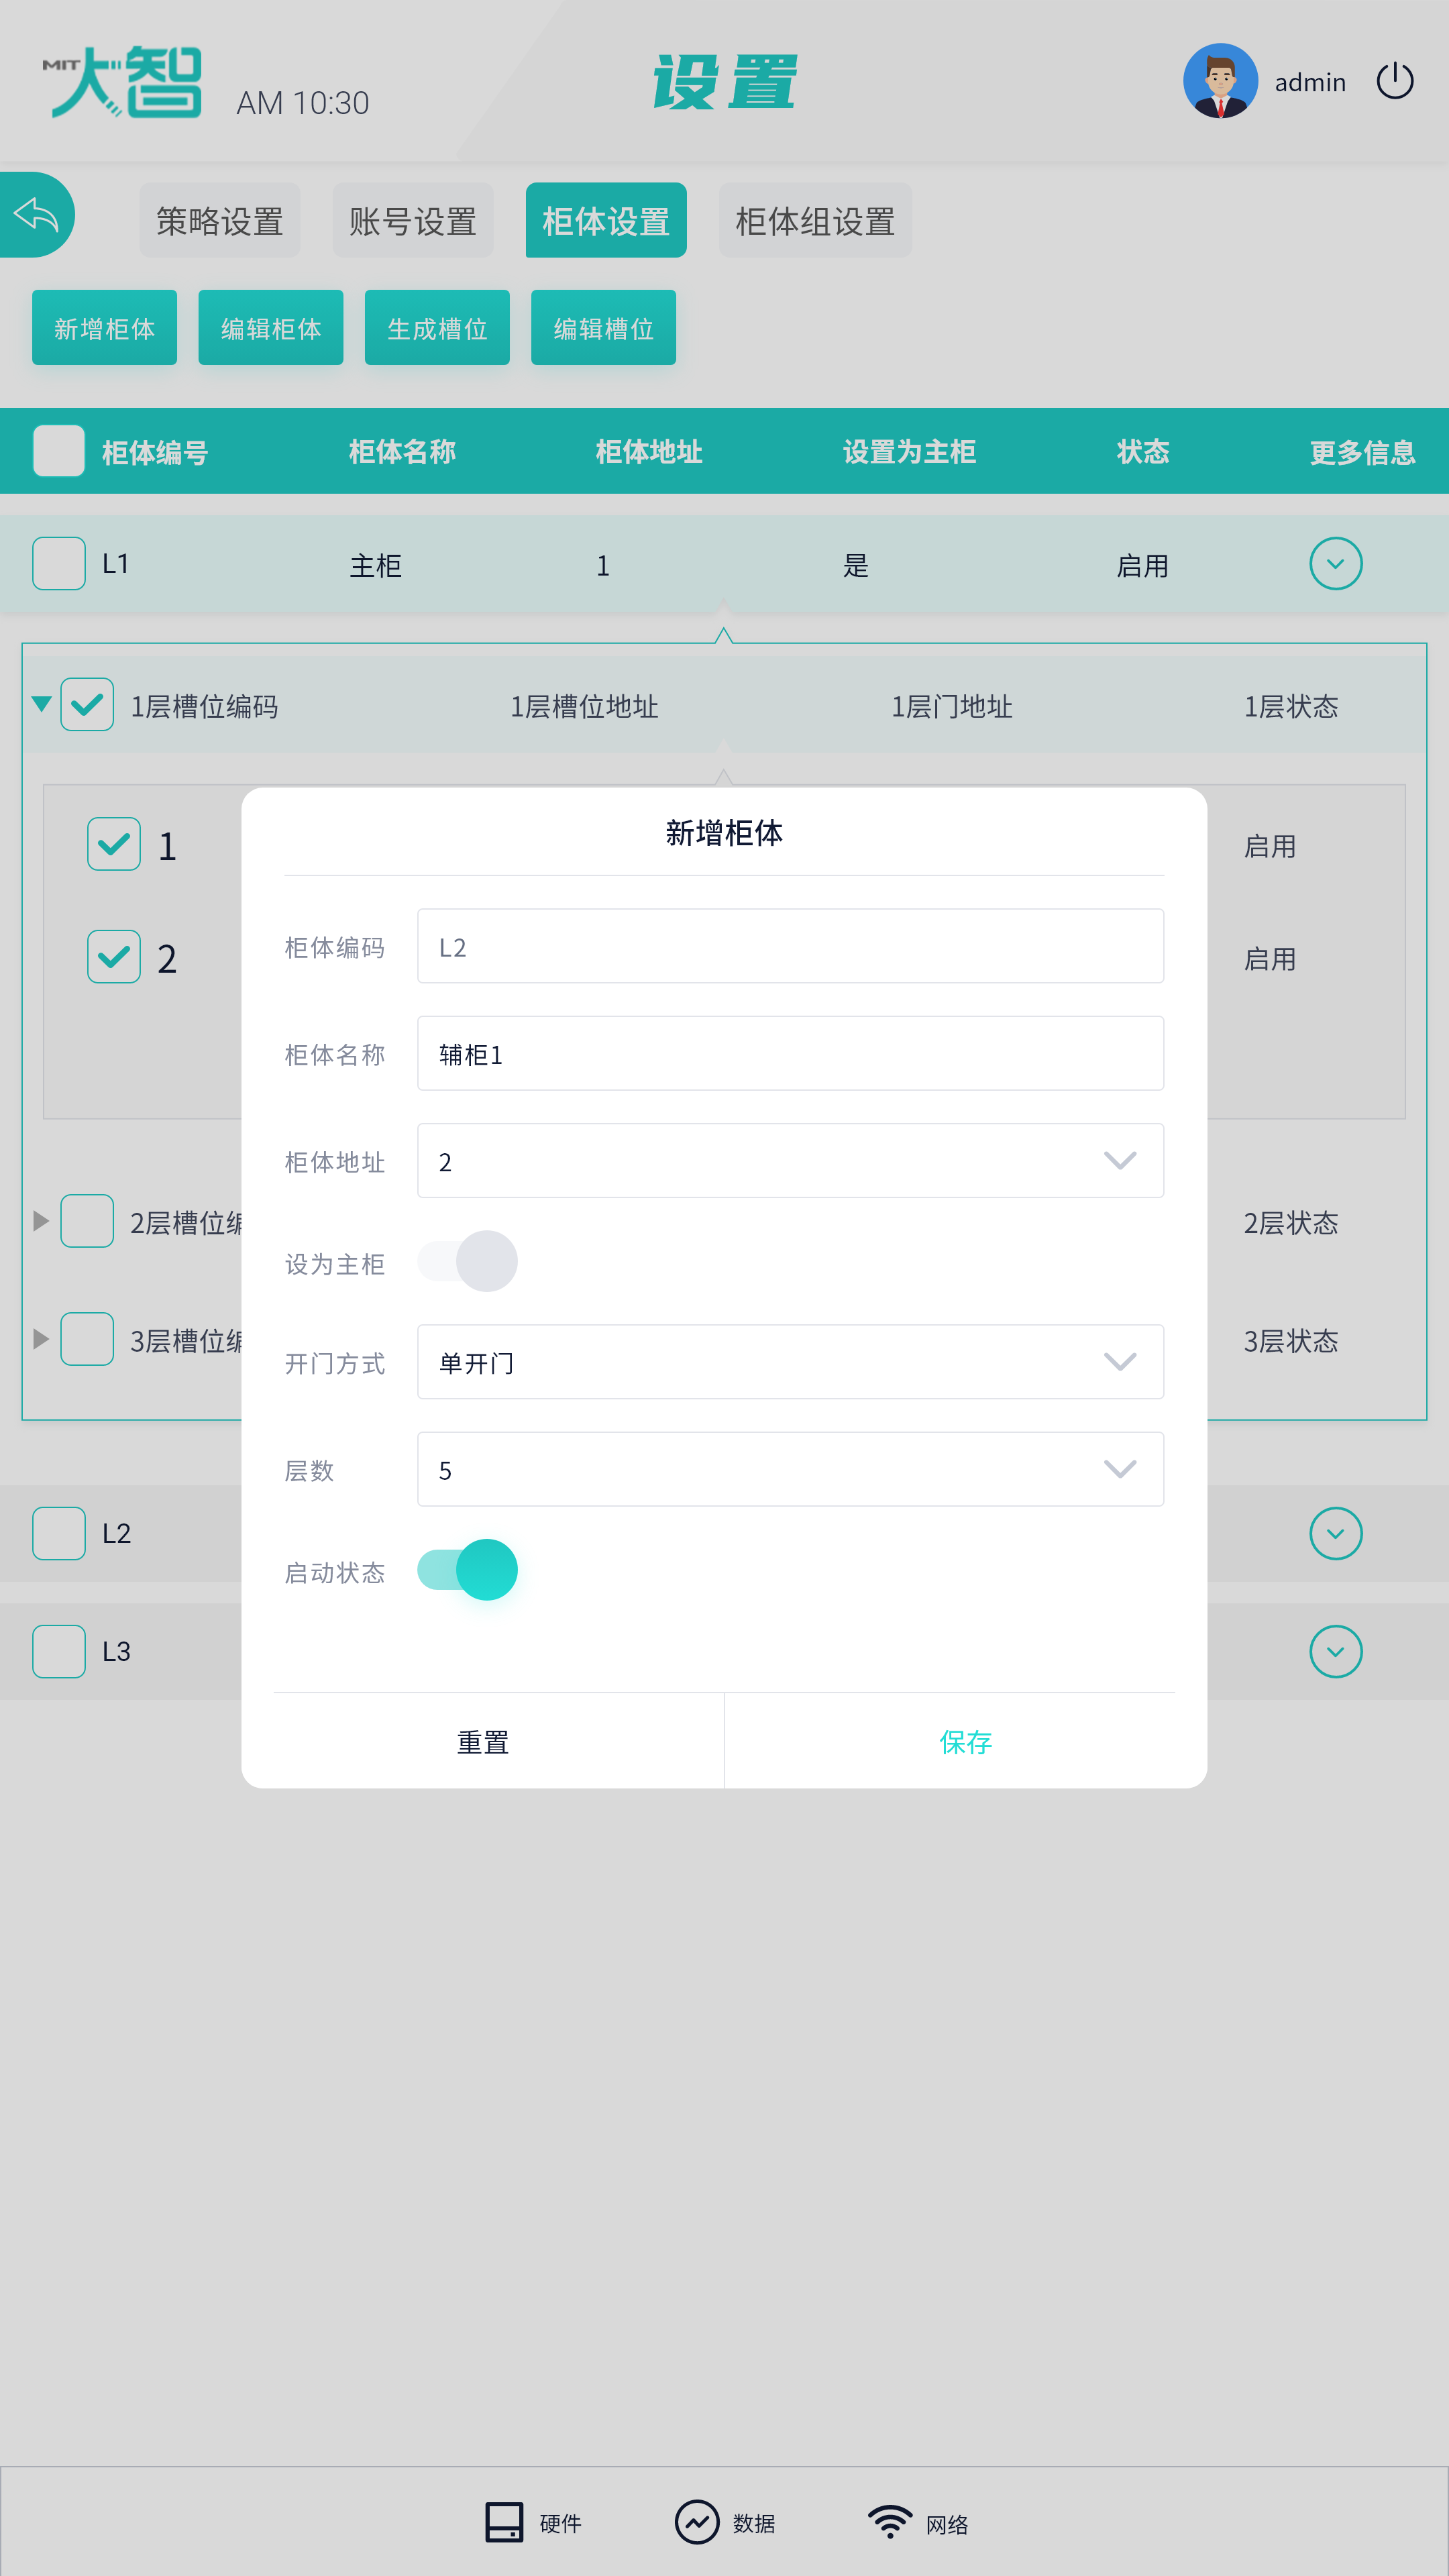 MIT大智
AM 10:30
设置
admin
策略设置 账号设置 柜体设置 柜体组设置
新增柜体 编辑柜体 生成槽位 编辑槽位
柜体编号 柜体名称 柜体地址 设置为主柜 状态 更多信息
L1 主柜 1 是 启用
1层槽位编码 1层槽位地址 1层门地址 1层状态
1 启用
2 启用
2层槽位编 2层状态
3层槽位编 3层状态
L2
L3
新增柜体
柜体编码 L2
柜体名称 辅柜1
柜体地址 2
设为主柜
开门方式 单开门
层数 5
启动状态
重置 保存
硬件 数据 网络